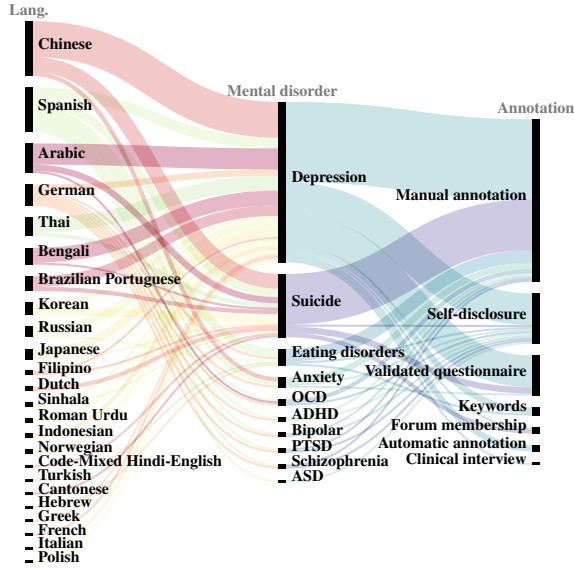 Lang.
Chinese
Spanish
Arabic
German
Thai
Bengali
Brazilian Portuguese
Korean
Russian
Japanese
Filipino
Dutch
Sinhala
Roman Urdu
Indonesian
Norwegian
Code-Mixed Hindi-English
Turkish
Cantonese
Hebrew
Greek
French
Italian
Polish
Mental disorder
Depression
Suicide
Eating disorders
Anxiety
OCD
ADHD
Bipolar
PTSD
Schizophrenia
ASD
Annotation
Manual annotation
Self-disclosure
Validated questionnaire
Keywords
Forum membership
Automatic annotation
Clinical interview